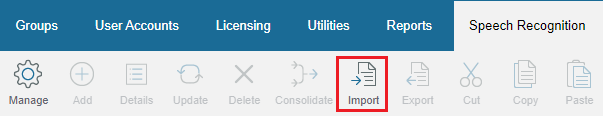 Groups User Accounts Licensing Utilities Reports Speech Recognition
Manage Add Details Update Delete Consolidate Import Export Cut Copy Paste